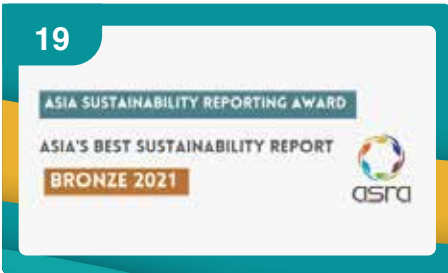 19
ASIA SUSTAINABILITY REPORTING AWARD
ASIA'S BEST SUSTAINABILITY REPORT
BRONZE 2021
asra